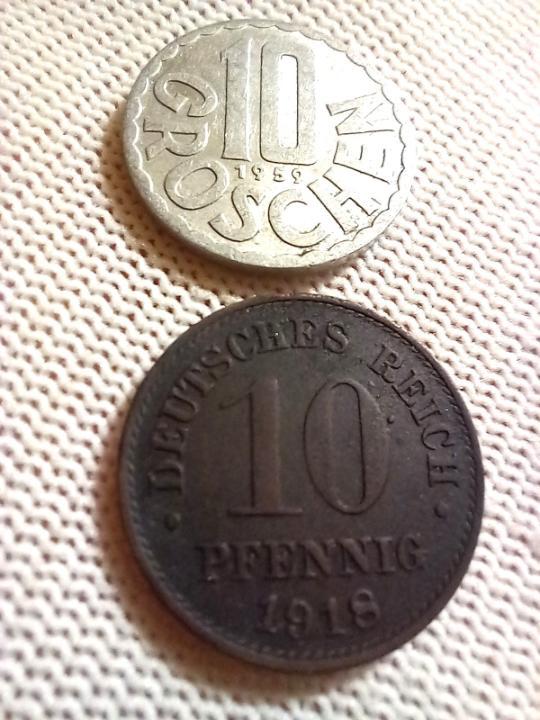 10
1959
GROSCHEN
DEUTSCHES REICH
10
PFENNIG
1918